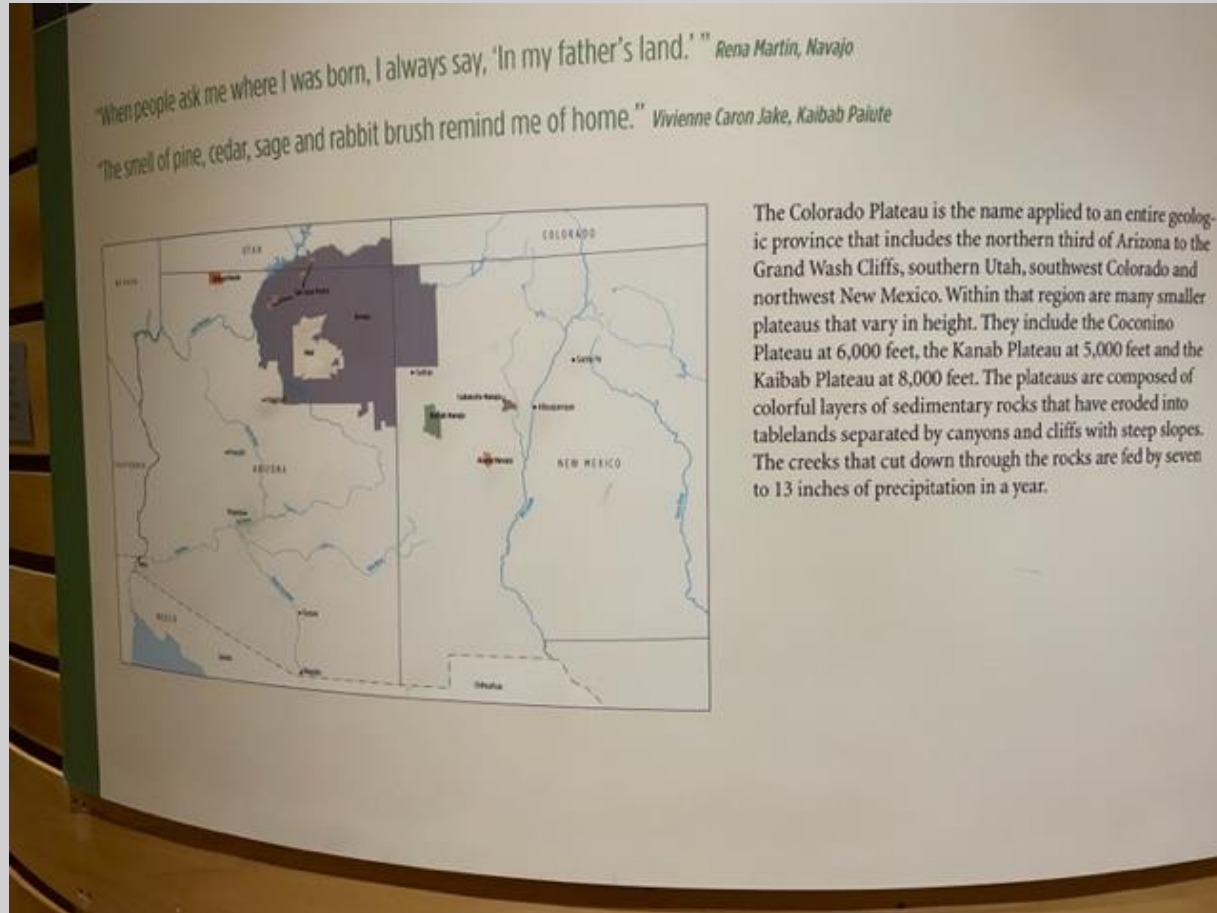 "When people ask me where I was born, I always say, 'In my father's land.' " Rena Martin, Navajo
"The smell of pine, cedar, sage and rabbit brush remind me of home." Vivienne Caron Jake, Kaibab Paiute
The Colorado Plateau is the name applied to an entire geolog-
ic province that includes the northern third of Arizona to the
Grand Wash Cliffs, southern Utah, southwest Colorado and
northwest New Mexico. Within that region are many smaller
plateaus that vary in height. They include the Coconino
Plateau at 6,000 feet, the Kanab Plateau at 5,000 feet and the
Kaibab Plateau at 8,000 feet. The plateaus are composed of
colorful layers of sedimentary rocks that have eroded into
tablelands separated by canyons and cliffs with steep slopes.
The creeks that cut down through the rocks are fed by seven
to 13 inches of precipitation in a year.
UTAH
COLORADO
NEVADA
Santa Fe
Albuquerque
ARIZONA
NEW MEXICO
MEXICO
Chihuahua